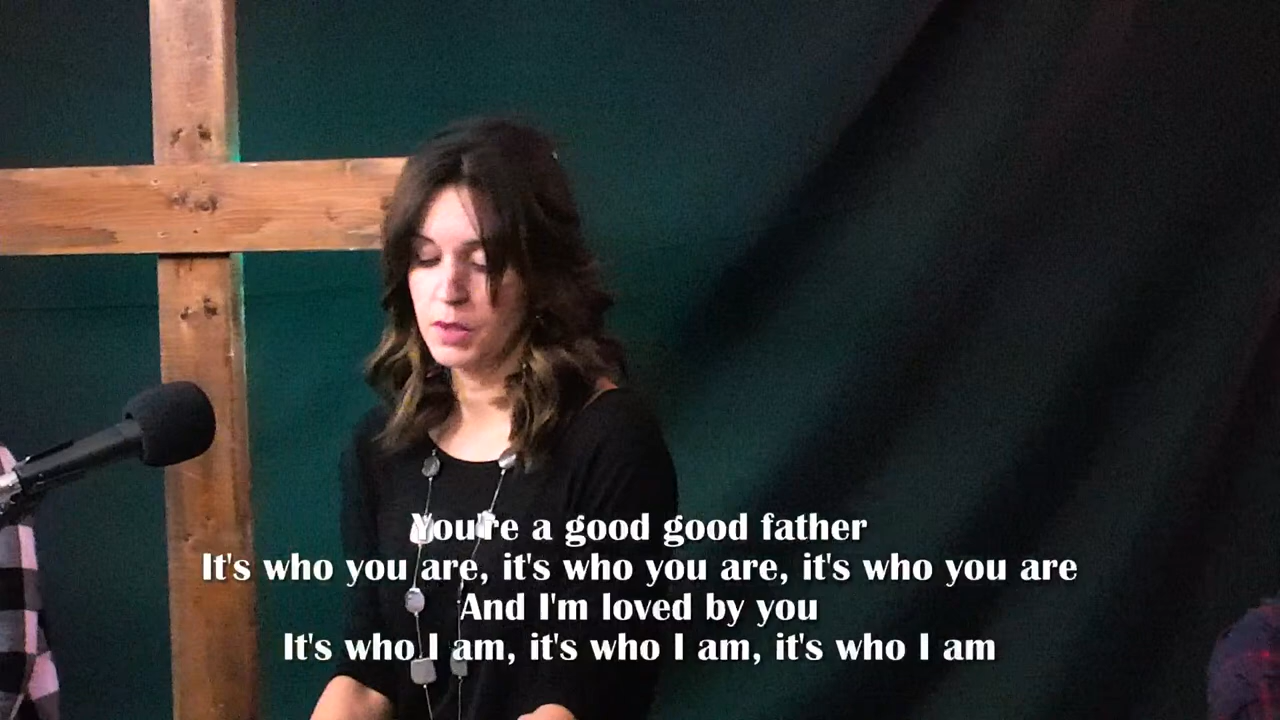 You're a good good father
It's who you are, it's who you are, it's who you are
And I'm loved by you
It's who I am, it's who I am, it's who I am